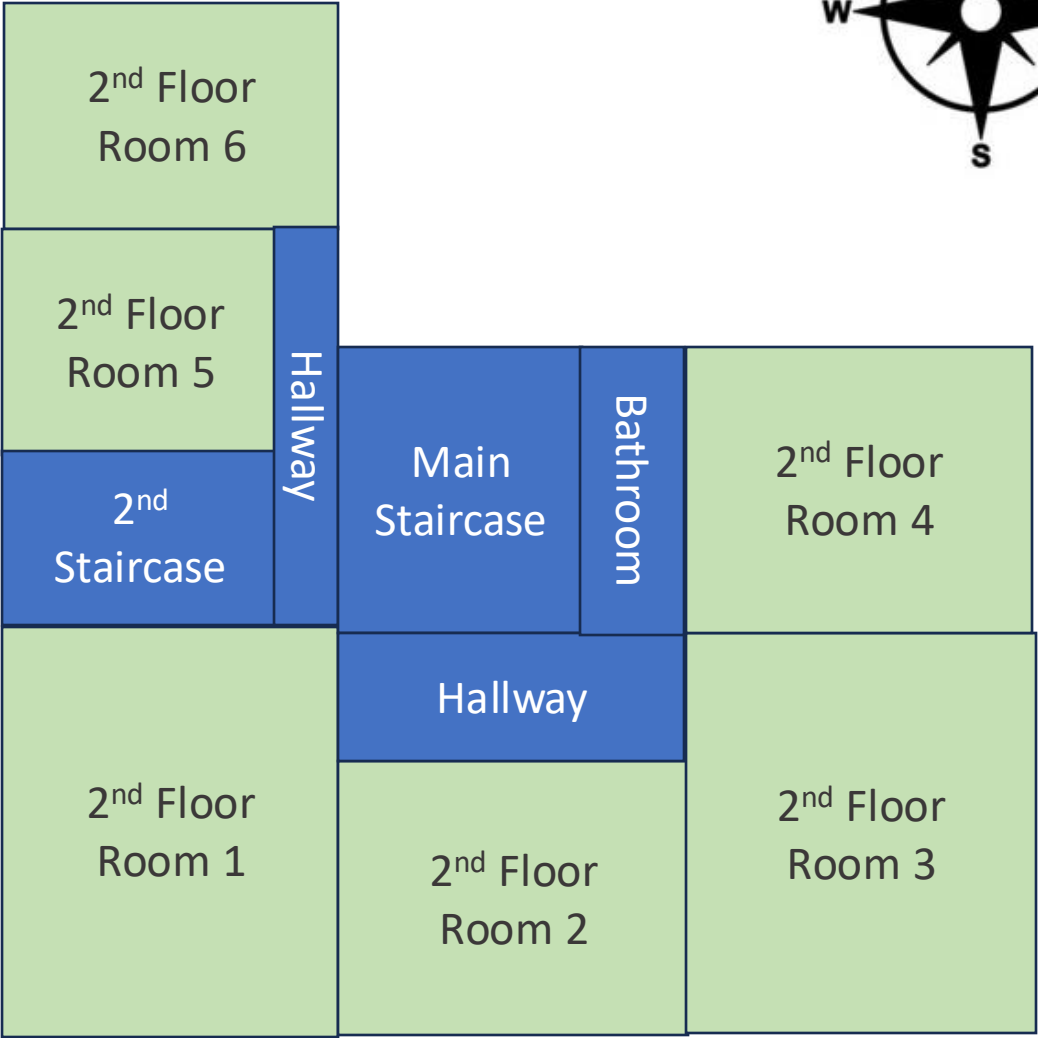 W
S
2nd Floor
Room 6
2nd Floor
Room 5
Hallway
2nd
Staircase
Main
Staircase
Bathroom
2nd Floor
Room 4
Hallway
2nd Floor
Room 1
2nd Floor
Room 2
2nd Floor
Room 3